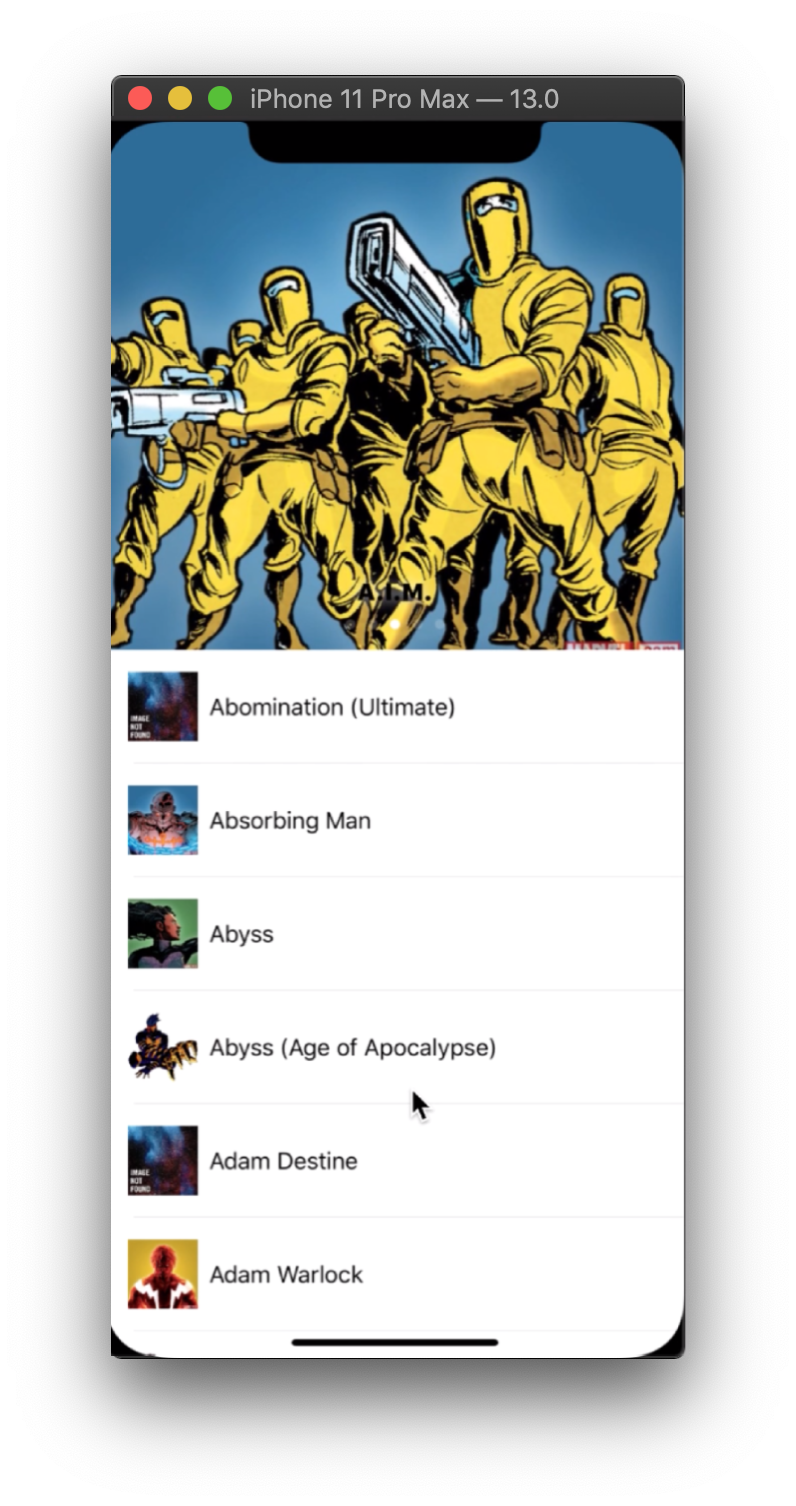 iPhone 11 Pro Max — 13.0
A.I.M.
Abomination (Ultimate)
IMAGE
NOT
FOUND
Absorbing Man
Abyss
Abyss (Age of Apocalypse)
Adam Destine
IMAGE
NOT
FOUND
Adam Warlock